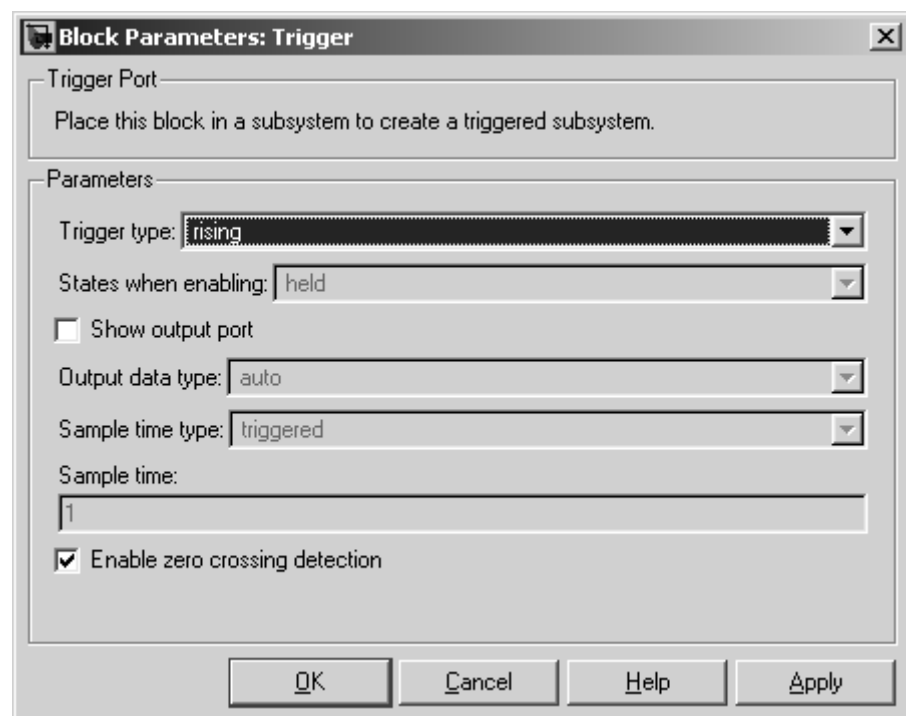 Block Parameters: Trigger
Trigger Port
Place this block in a subsystem to create a triggered subsystem.
Parameters
Trigger type: rising
States when enabling: held
Show output port
Output data type: auto
Sample time type: triggered
Sample time:
1
Enable zero crossing detection
OK Cancel Help Apply